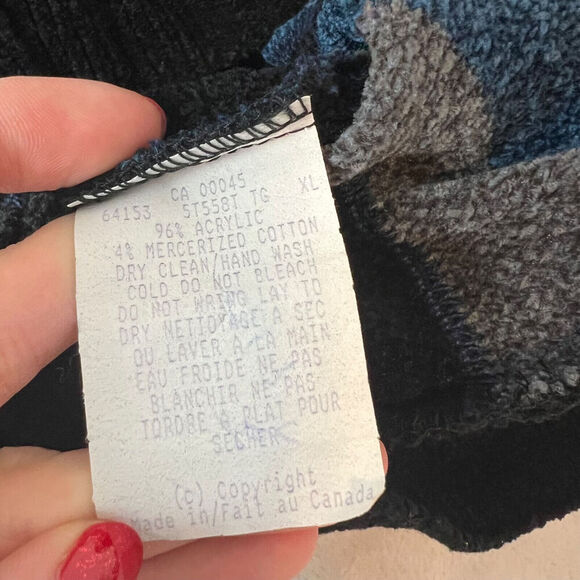 CA 00045
64153 5T558T TG XL
96% ACRYLIC
4% MERCERIZED COTTON
DRY CLEAN/HAND WASH
COLD DO NOT BLEACH
DO NOT WRING LAY TO
DRY NETTOYAGE A SEC
OU LAVER A LA MAIN
EAU FROIDE NE PAS
BLANCHIR NE PAS
TORDRE & PLAT POUR
SECHER
(c) Copyright
Made in/Fait au Canada